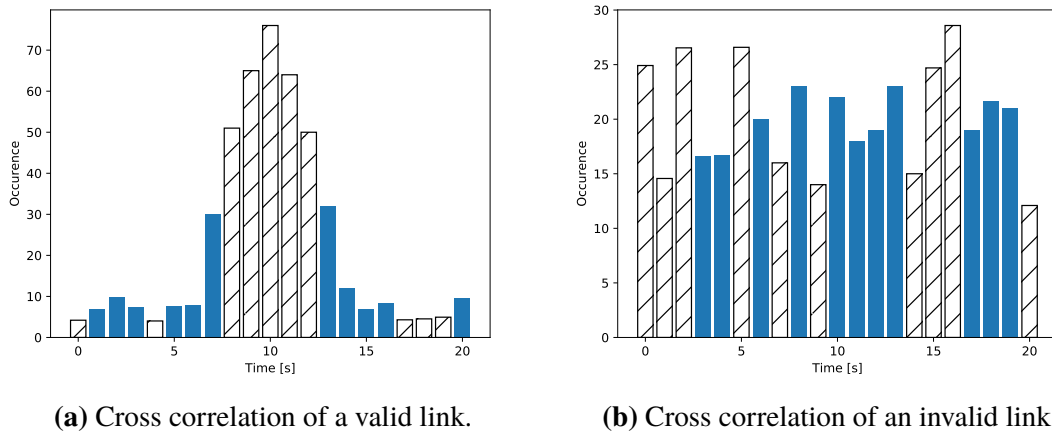 70
60
50
40
30
20
10
0
Occurence
0 5 10 15 20
Time [s]
(a) Cross correlation of a valid link.
30
25
20
15
10
5
0
Occurence
0 5 10 15 20
Time [s]
(b) Cross correlation of an invalid link